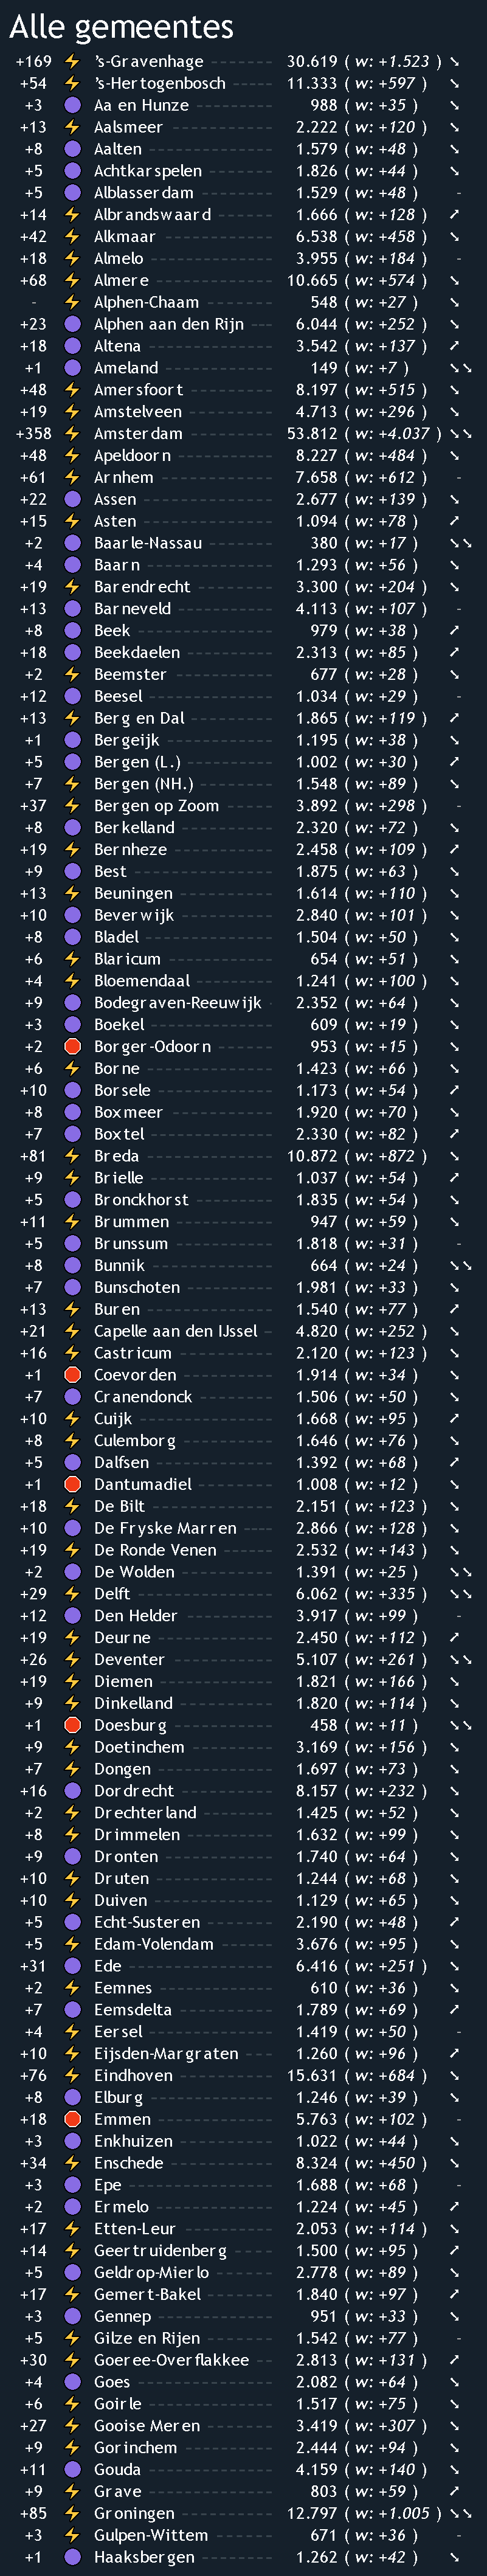 Alle gemeentes
+169 ⚡ 's-Gravenhage 30.619 ( w: +1.523 ) ↘
+54 ⚡ 's-Hertogenbosch 11.333 ( w: +597 ) ↘
+3 🟣 Aa en Hunze 988 ( w: +35 ) ↘
+13 ⚡ Aalsmeer 2.222 ( w: +120 ) ↘
+8 🟣 Aalten 1.579 ( w: +48 ) ↘
+5 🟣 Achtkarspelen 1.826 ( w: +44 ) ↘
+5 🟣 Alblasserdam 1.529 ( w: +48 ) -
+14 ⚡ Albrandswaard 1.666 ( w: +128 ) ↗
+42 ⚡ Alkmaar 6.538 ( w: +458 ) ↘
+18 ⚡ Almelo 3.955 ( w: +184 ) -
+68 ⚡ Almere 10.665 ( w: +574 ) ↘
- ⚡ Alphen-Chaam 548 ( w: +27 ) ↘
+23 🟣 Alphen aan den Rijn 6.044 ( w: +252 ) ↘
+18 🟣 Altena 3.542 ( w: +137 ) ↗
+1 🟣 Ameland 149 ( w: +7 ) ↘↘
+48 ⚡ Amersfoort 8.197 ( w: +515 ) ↘
+19 ⚡ Amstelveen 4.713 ( w: +296 ) ↘
+358 ⚡ Amsterdam 53.812 ( w: +4.037 ) ↘↘
+48 ⚡ Apeldoorn 8.227 ( w: +484 ) ↘
+61 ⚡ Arnhem 7.658 ( w: +612 ) -
+22 🟣 Assen 2.677 ( w: +139 ) ↘
+15 ⚡ Asten 1.094 ( w: +78 ) ↗
+2 🟣 Baarle-Nassau 380 ( w: +17 ) ↘↘
+4 🟣 Baarn 1.293 ( w: +56 ) ↘
+19 ⚡ Barendrecht 3.300 ( w: +204 ) ↘
+13 🟣 Barneveld 4.113 ( w: +107 ) -
+8 🟣 Beek 979 ( w: +38 ) ↗
+18 🟣 Beekdaelen 2.313 ( w: +85 ) ↗
+2 ⚡ Beemster 677 ( w: +28 ) ↘
+12 🟣 Beesel 1.034 ( w: +29 ) -
+13 ⚡ Berg en Dal 1.865 ( w: +119 ) ↗
+1 🟣 Bergeijk 1.195 ( w: +38 ) ↘
+5 🟣 Bergen (L.) 1.002 ( w: +30 ) ↗
+7 ⚡ Bergen (NH.) 1.548 ( w: +89 ) ↘
+37 ⚡ Bergen op Zoom 3.892 ( w: +298 ) -
+8 🟣 Berkelland 2.320 ( w: +72 ) ↘
+19 ⚡ Bernheze 2.458 ( w: +109 ) ↗
+9 🟣 Best 1.875 ( w: +63 ) ↘
+13 ⚡ Beuningen 1.614 ( w: +110 ) ↘
+10 🟣 Beverwijk 2.840 ( w: +101 ) ↘
+8 🟣 Bladel 1.504 ( w: +50 ) ↘
+6 ⚡ Blaricum 654 ( w: +51 ) ↘
+4 ⚡ Bloemendaal 1.241 ( w: +100 ) ↘
+9 🟣 Bodegraven-Reeuwijk 2.352 ( w: +64 ) ↘
+3 🟣 Boekel 609 ( w: +19 ) ↘
+2 🛑 Borger-Odoorn 953 ( w: +15 ) ↘
+6 ⚡ Borne 1.423 ( w: +66 ) ↘
+10 🟣 Borsele 1.173 ( w: +54 ) ↗
+8 🟣 Boxmeer 1.920 ( w: +70 ) ↘
+7 🟣 Boxtel 2.330 ( w: +82 ) ↗
+81 ⚡ Breda 10.872 ( w: +872 ) ↘
+9 ⚡ Brielle 1.037 ( w: +54 ) ↗
+5 🟣 Bronckhorst 1.835 ( w: +54 ) ↘
+11 ⚡ Brummen 947 ( w: +59 ) ↘
+5 🟣 Brunssum 1.818 ( w: +31 ) -
+8 🟣 Bunnik 664 ( w: +24 ) ↘↘
+7 🟣 Bunschoten 1.981 ( w: +33 ) ↘
+13 ⚡ Buren 1.540 ( w: +77 ) ↗
+21 ⚡ Capelle aan den IJssel 4.820 ( w: +252 ) ↘
+16 ⚡ Castricum 2.120 ( w: +123 ) ↘
+1 🛑 Coevorden 1.914 ( w: +34 ) ↘
+7 🟣 Cranendonck 1.506 ( w: +50 ) ↘
+10 ⚡ Cuijk 1.668 ( w: +95 ) ↗
+8 ⚡ Culemborg 1.646 ( w: +76 ) ↘
+5 🟣 Dalfsen 1.392 ( w: +68 ) ↗
+1 🛑 Dantumadiel 1.008 ( w: +12 ) ↘
+18 ⚡ De Bilt 2.151 ( w: +123 ) ↘
+10 🟣 De Fryske Marren 2.866 ( w: +128 ) ↘
+19 ⚡ De Ronde Venen 2.532 ( w: +143 ) ↘
+2 🟣 De Wolden 1.391 ( w: +25 ) ↘↘
+29 ⚡ Delft 6.062 ( w: +335 ) ↘↘
+12 🟣 Den Helder 3.917 ( w: +99 ) -
+19 ⚡ Deurne 2.450 ( w: +112 ) ↗
+26 ⚡ Deventer 5.107 ( w: +261 ) ↘↘
+19 ⚡ Diemen 1.821 ( w: +166 ) ↘
+9 ⚡ Dinkelland 1.820 ( w: +114 ) ↘
+1 🛑 Doesburg 458 ( w: +11 ) ↘↘
+9 ⚡ Doetinchem 3.169 ( w: +156 ) ↘
+7 ⚡ Dongen 1.697 ( w: +73 ) ↘
+16 🟣 Dordrecht 8.157 ( w: +232 ) ↘
+2 ⚡ Drechterland 1.425 ( w: +52 ) ↘
+8 ⚡ Drimmelen 1.632 ( w: +99 ) ↘
+9 🟣 Dronten 1.740 ( w: +64 ) ↘
+10 ⚡ Druten 1.244 ( w: +68 ) ↘
+10 ⚡ Duiven 1.129 ( w: +65 ) ↘
+5 🟣 Echt-Susteren 2.190 ( w: +48 ) ↗
+5 ⚡ Edam-Volendam 3.676 ( w: +95 ) ↘
+31 🟣 Ede 6.416 ( w: +251 ) ↘
+2 ⚡ Eemnes 610 ( w: +36 ) ↘
+7 🟣 Eemsdelta 1.789 ( w: +69 ) ↗
+4 ⚡ Eersel 1.419 ( w: +50 ) -
+10 ⚡ Eijsden-Margraten 1.260 ( w: +96 ) ↗
+76 ⚡ Eindhoven 15.631 ( w: +684 ) ↘
+8 🟣 Elburg 1.246 ( w: +39 ) ↘
+18 🛑 Emmen 5.763 ( w: +102 ) -
+3 🟣 Enkhuizen 1.022 ( w: +44 ) ↘
+34 ⚡ Enschede 8.324 ( w: +450 ) ↘
+3 🟣 Epe 1.688 ( w: +68 ) -
+2 🟣 Ermelo 1.224 ( w: +45 ) ↗
+17 ⚡ Etten-Leur 2.053 ( w: +114 ) ↘
+14 ⚡ Geertruidenberg 1.500 ( w: +95 ) ↗
+5 🟣 Geldrop-Mierlo 2.778 ( w: +89 ) ↘
+17 ⚡ Gemert-Bakel 1.840 ( w: +97 ) ↗
+3 🟣 Gennep 951 ( w: +33 ) ↘
+5 ⚡ Gilze en Rijen 1.542 ( w: +77 ) -
+30 ⚡ Goeree-Overflakkee 2.813 ( w: +131 ) ↗
+4 🟣 Goes 2.082 ( w: +64 ) ↘
+6 ⚡ Goirle 1.517 ( w: +75 ) ↘
+27 ⚡ Gooise Meren 3.419 ( w: +307 ) ↘
+9 ⚡ Gorinchem 2.444 ( w: +94 ) ↘
+11 🟣 Gouda 4.159 ( w: +140 ) ↘
+9 ⚡ Grave 803 ( w: +59 ) ↗
+85 ⚡ Groningen 12.797 ( w: +1.005 ) ↘↘
+3 ⚡ Gulpen-Wittem 671 ( w: +36 ) -
+1 🟣 Haaksbergen 1.262 ( w: +42 ) ↘